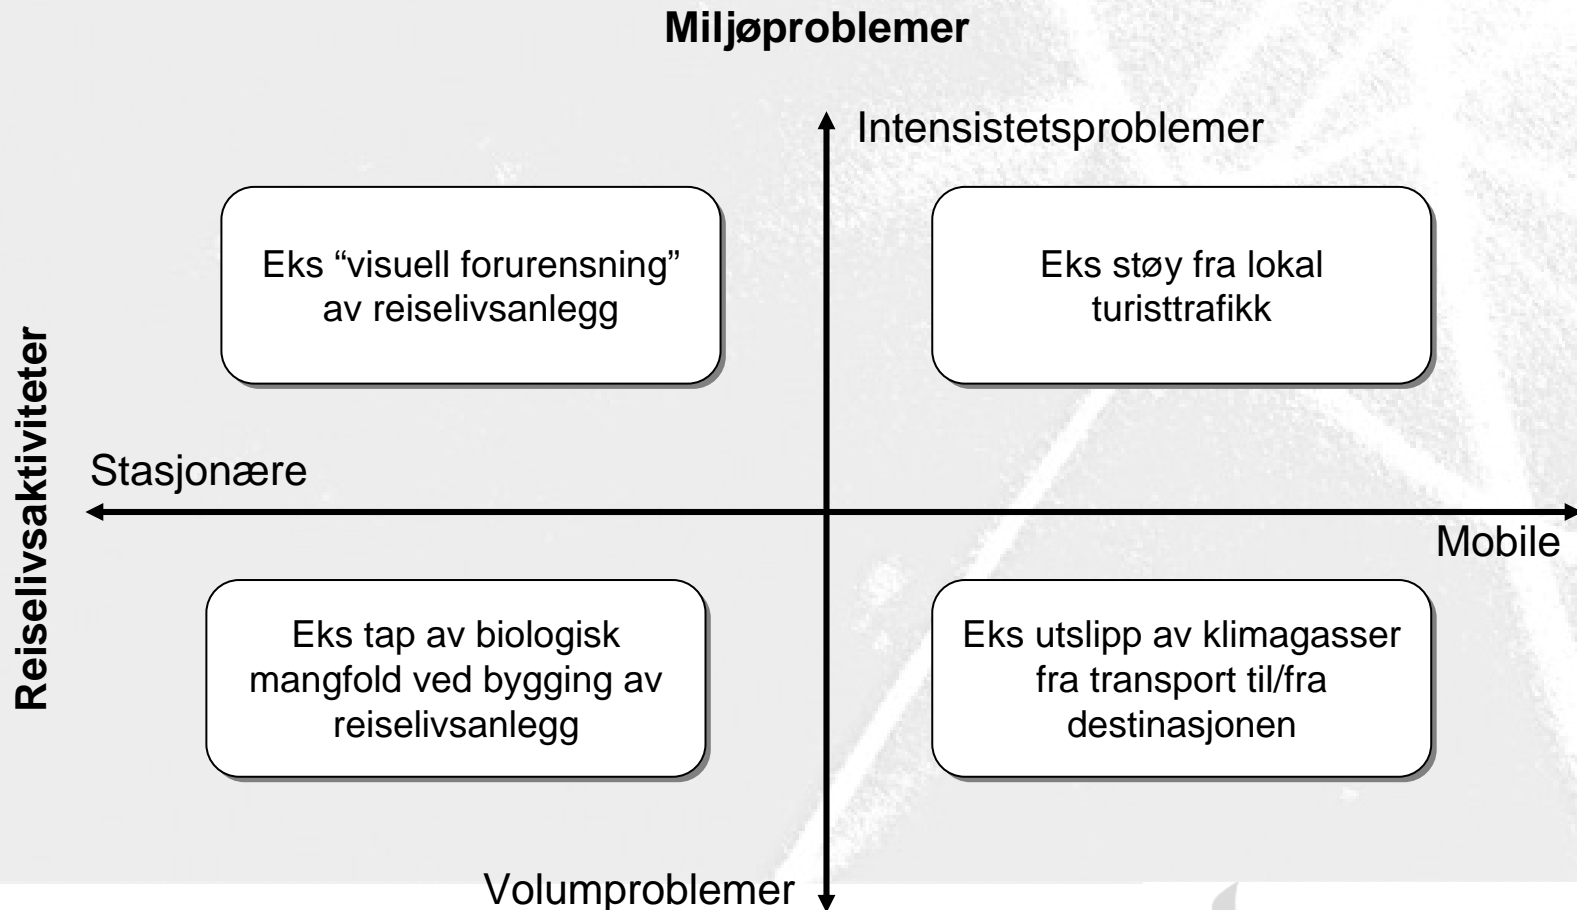 Miljøproblemer
Intensistetsproblemer
Eks “visuell forurensning”
av reiselivsanlegg
Eks støy fra lokal
turisttrafikk
Reiselivsaktiviteter
Stasjonære
Mobile
Eks tap av biologisk
mangfold ved bygging av
reiselivsanlegg
Eks utslipp av klimagasser
fra transport til/fra
destinasjonen
Volumproblemer